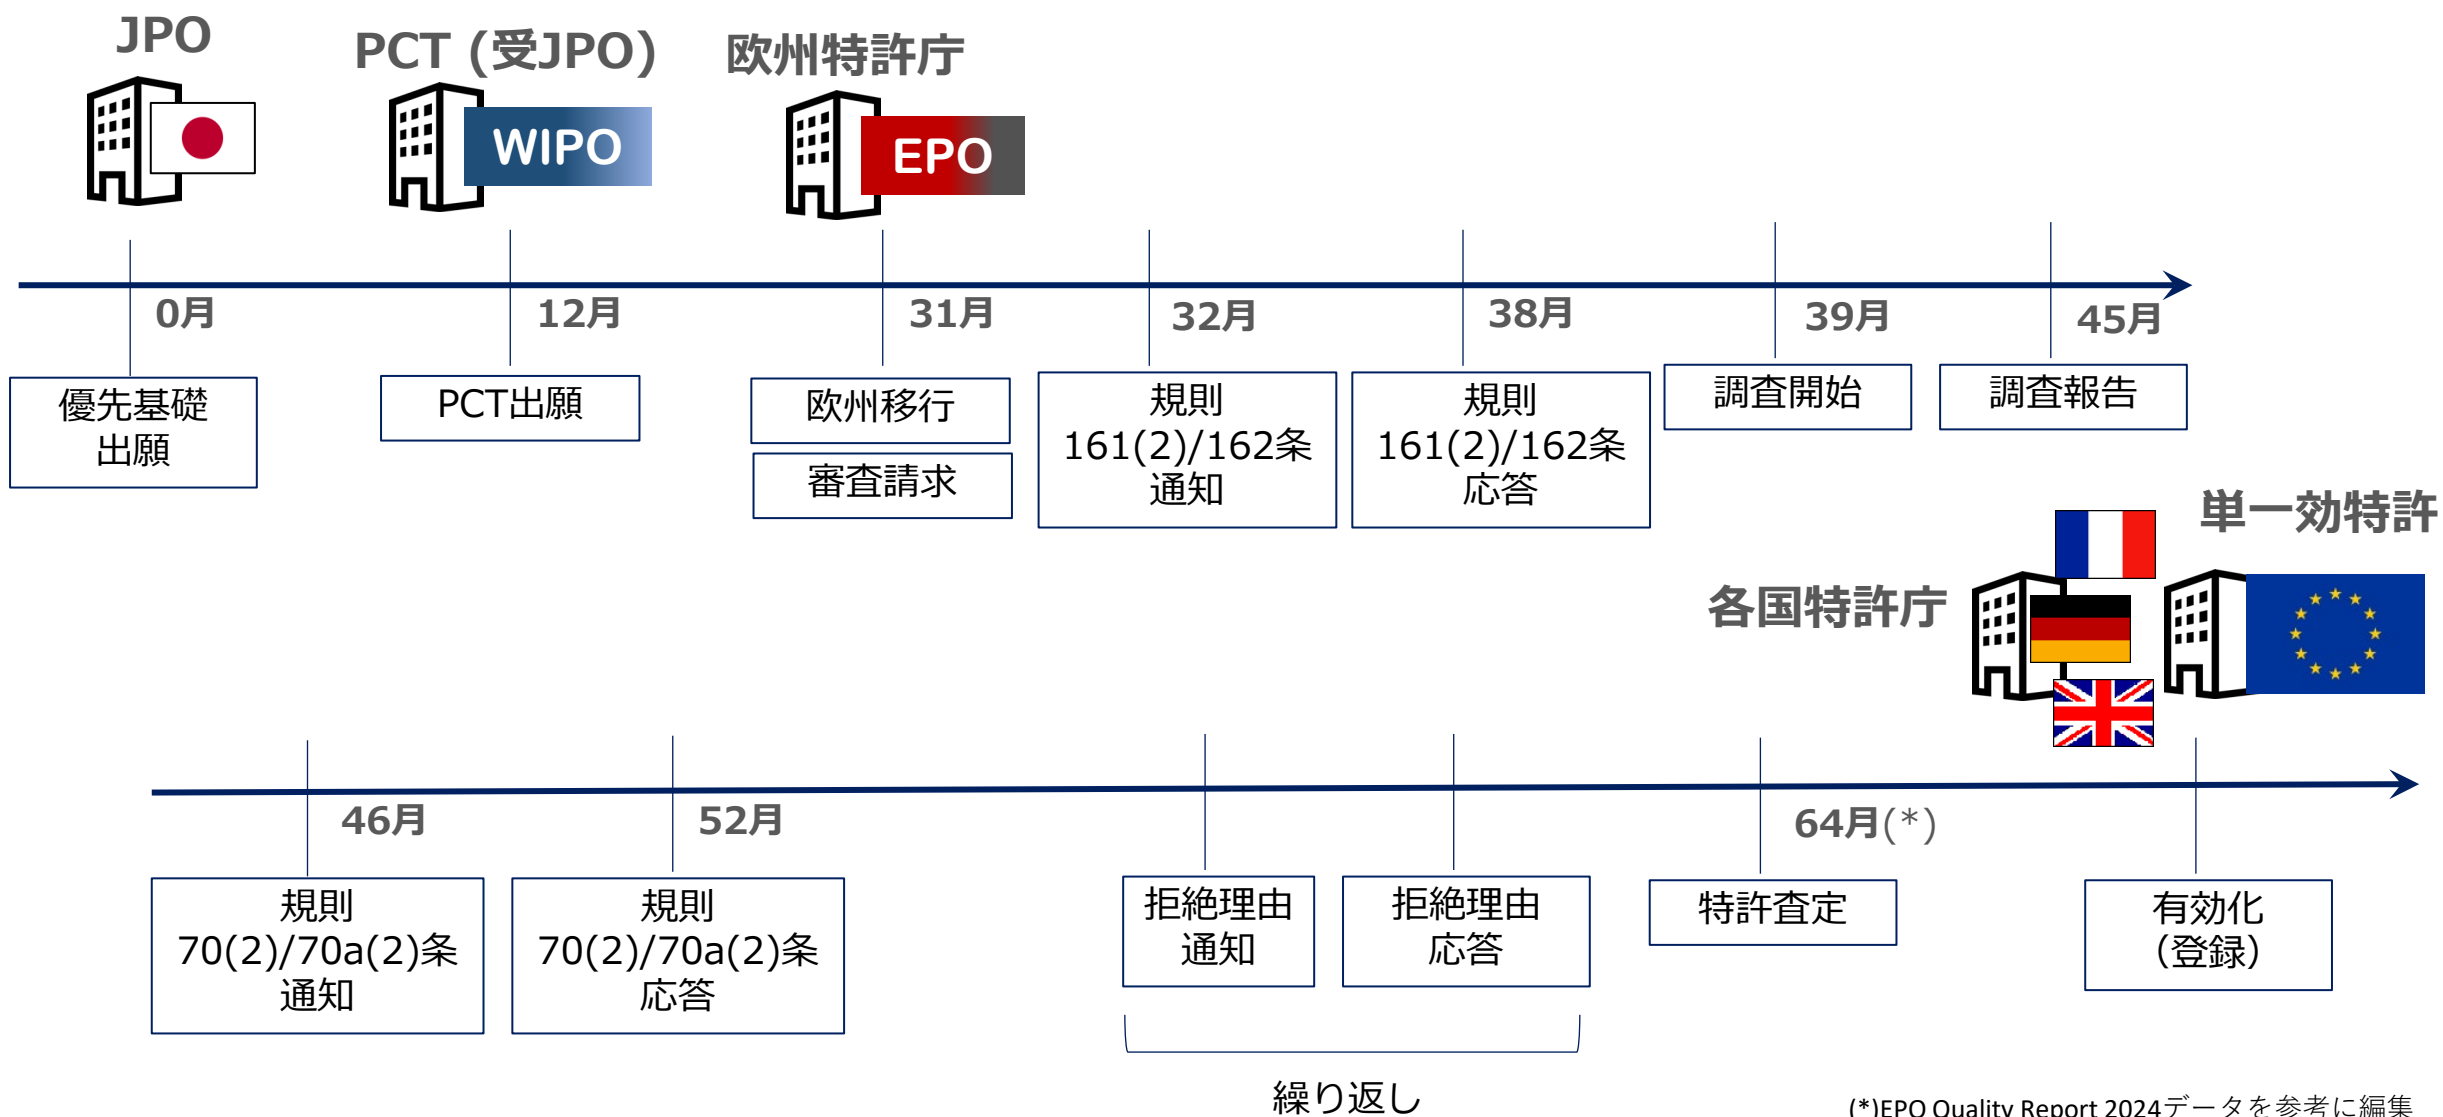 JPO
PCT (受JPO)
欧州特許庁
WIPO
EPO
0月
12月
31月
32月
38月
39月
45月
優先基礎
出願
PCT出願
欧州移行
審査請求
規則
161(2)/162条
通知
規則
161(2)/162条
応答
調査開始
調査報告
単一効特許
各国特許庁
46月
52月
64月(*)
規則
70(2)/70a(2)条
通知
規則
70(2)/70a(2)条
応答
拒絶理由
通知
拒絶理由
応答
特許査定
有効化
（登録）
繰り返し
(*)EPO Quality Report 2024データを参考に編集